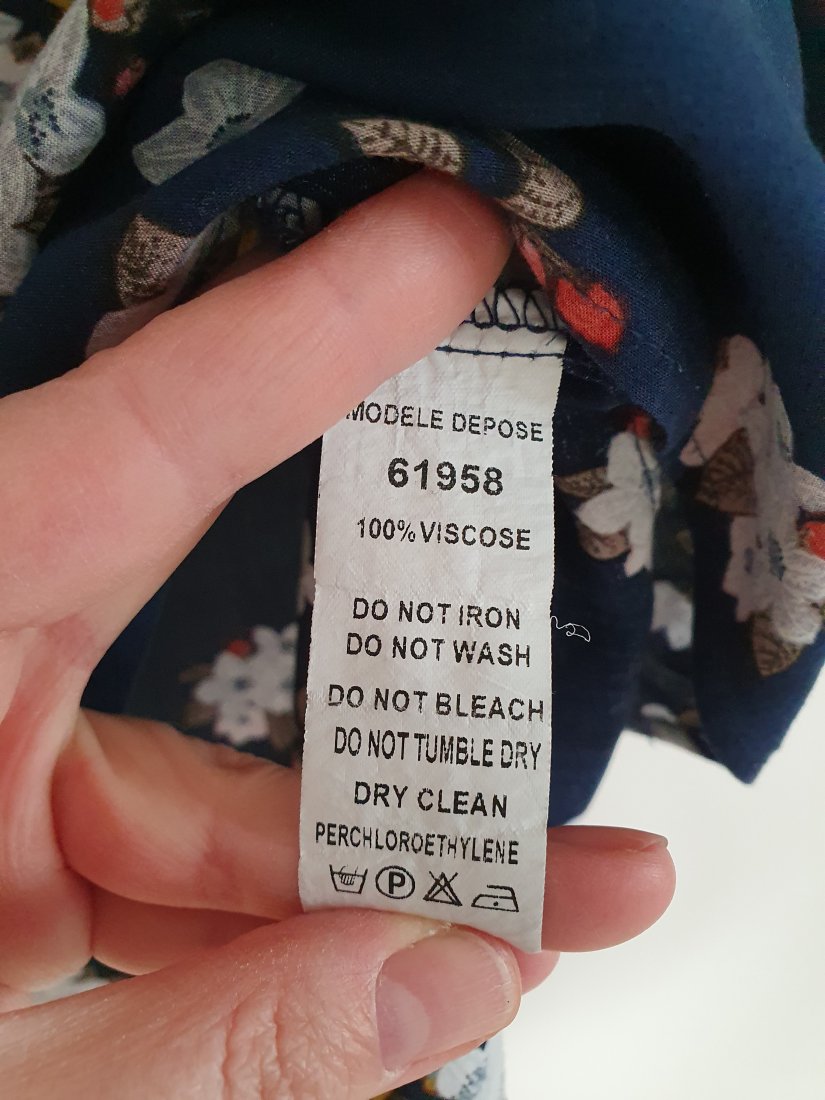 MODELE DEPOSE
61958
100% VISCOSE
DO NOT IRON
DO NOT WASH
DO NOT BLEACH
DO NOT TUMBLE DRY
DRY CLEAN
PERCHLOROETHYLENE
P